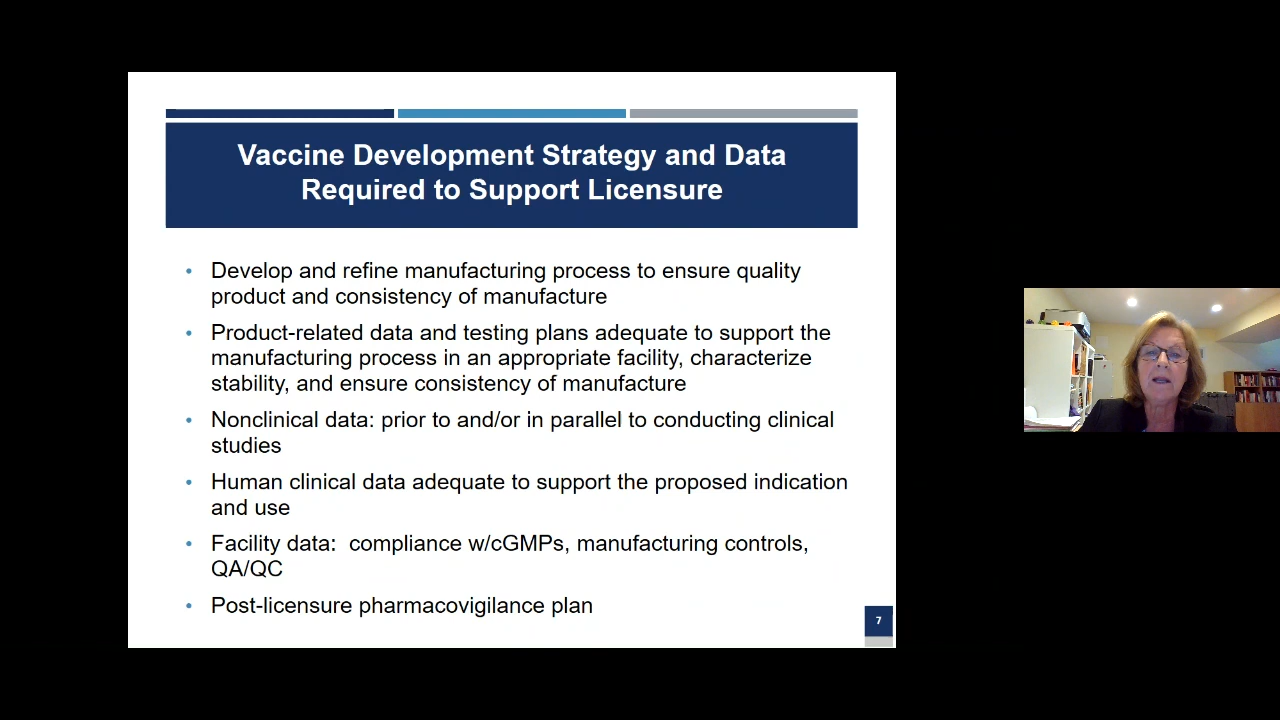 Vaccine Development Strategy and Data
Required to Support Licensure
• Develop and refine manufacturing process to ensure quality
product and consistency of manufacture
• Product-related data and testing plans adequate to support the
manufacturing process in an appropriate facility, characterize
stability, and ensure consistency of manufacture
• Nonclinical data: prior to and/or in parallel to conducting clinical
studies
• Human clinical data adequate to support the proposed indication
and use
• Facility data:  compliance w/cGMPs, manufacturing controls,
QA/QC
• Post-licensure pharmacovigilance plan
7